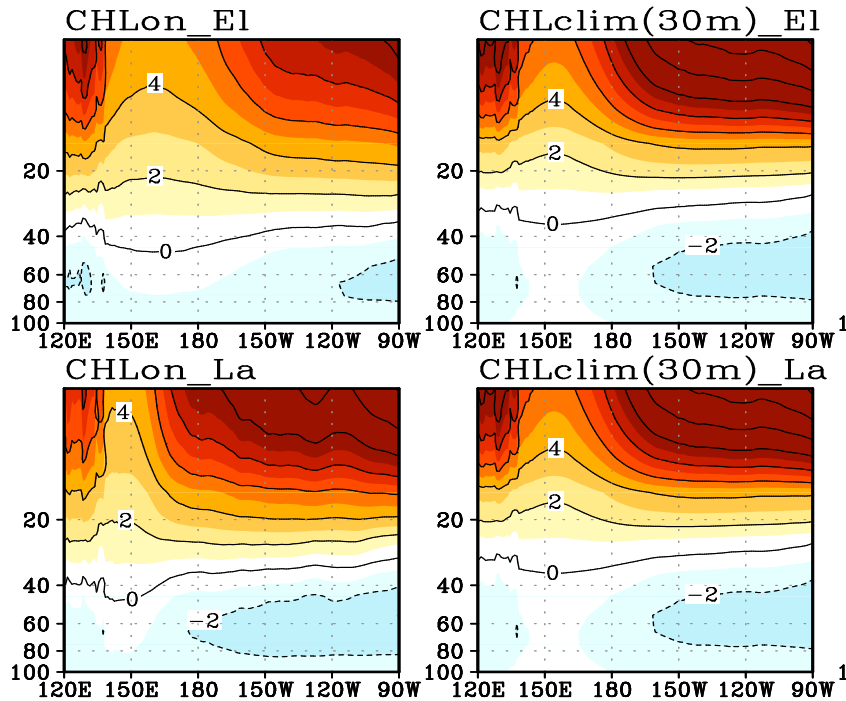 CHLon_El CHLclim(30m)_El
4 4
20 2 20 2
40 0 40 0
60 60 −2
80 80
100 100 1
120E 150E 180 150W 120W 90W 120E 150E 180 150W 120W 90W
CHLon_La CHLclim(30m)_La
4 4
20 2 20 2
40 0 40 0
60 −2 60 −2
80 80
100 100 1
120E 150E 180 150W 120W 90W 120E 150E 180 150W 120W 90W